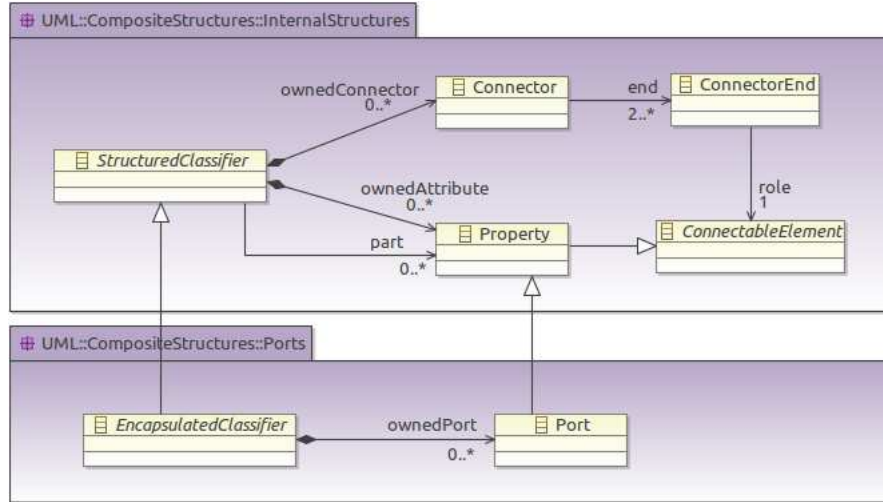 UML::CompositeStructures::InternalStructures
ownedConnector
0..*
Connector
end
2..*
ConnectorEnd
StructuredClassifier
ownedAttribute
0..*
role
1
part
0..*
Property
ConnectableElement
UML::CompositeStructures::Ports
EncapsulatedClassifier
ownedPort
0..*
Port